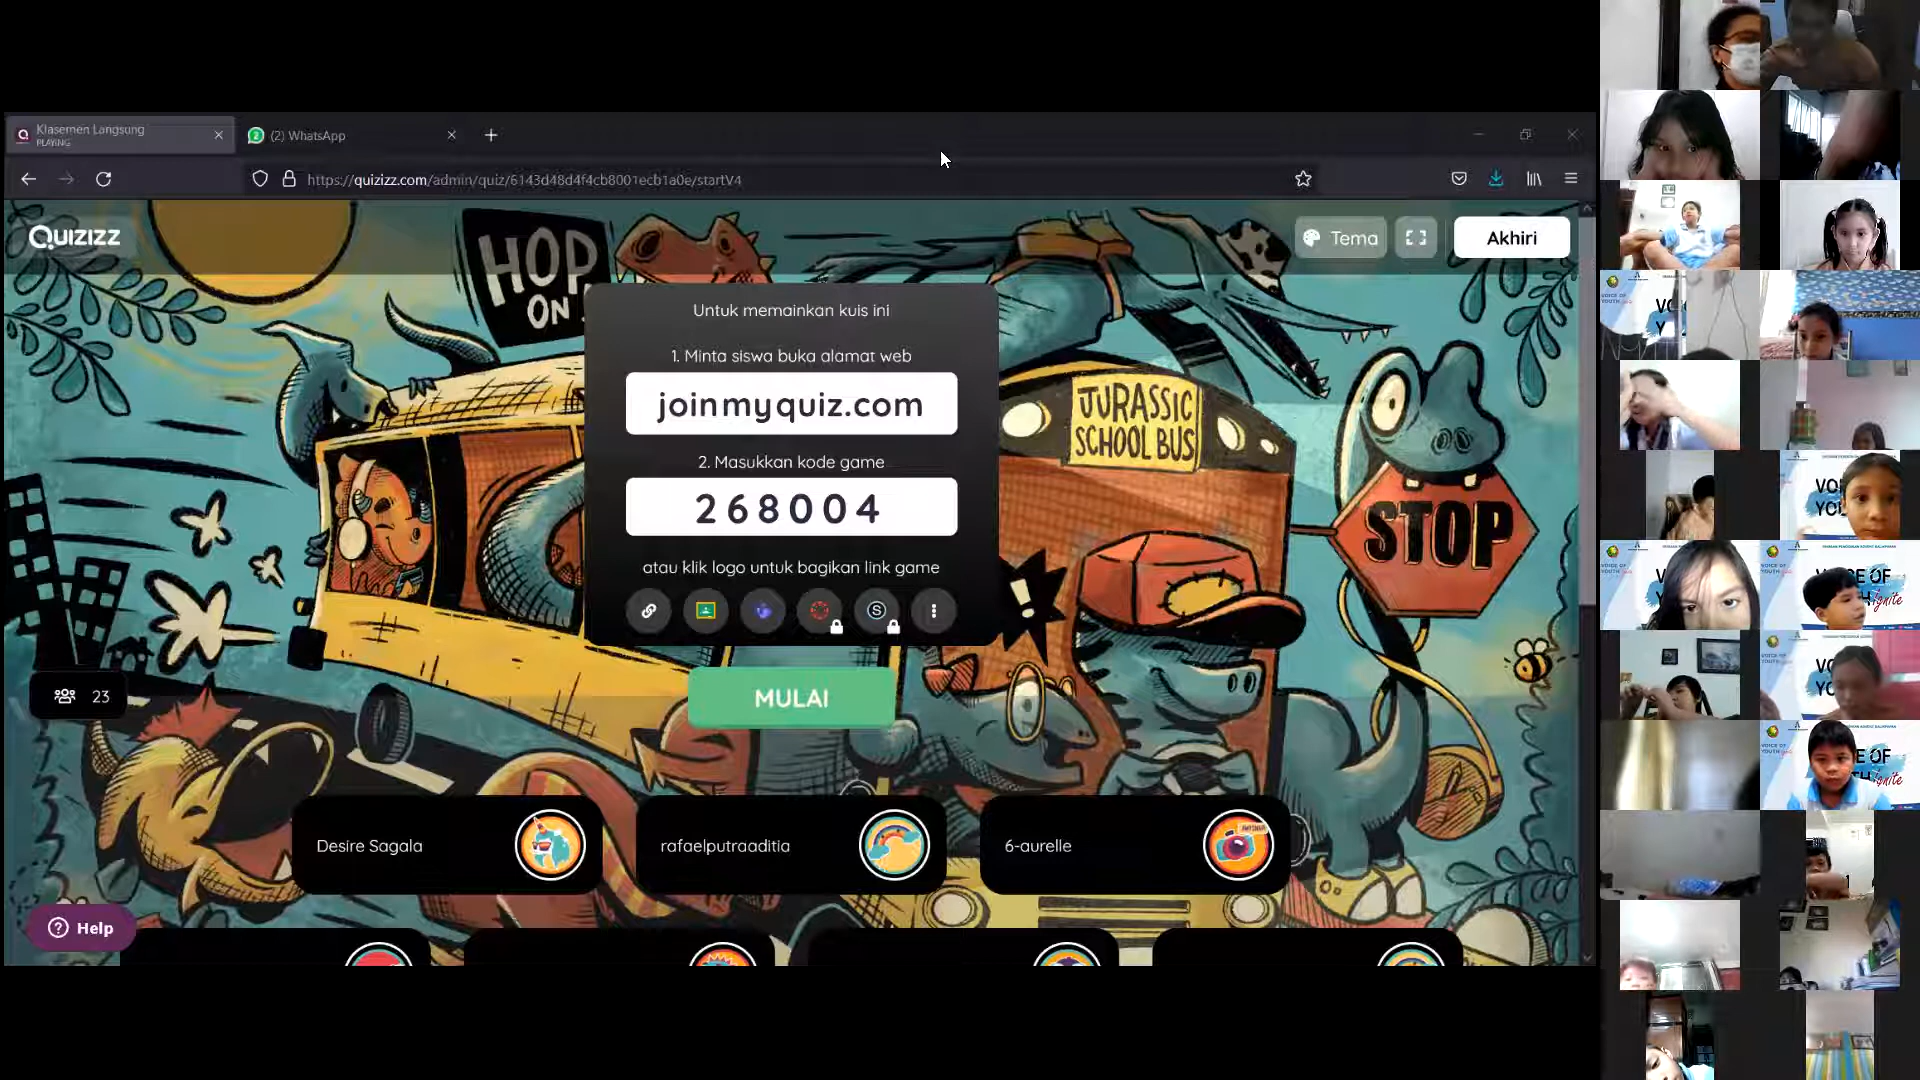 Klasemen Langsung
PLAYING
(2) WhatsApp
https://quizizz.com/admin/quiz/6143d48d4f4cb8001ecb1a0e/startV4
Quizizz
HOP
ON
Tema
Akhiri
Untuk memainkan kuis ini
1. Minta siswa buka alamat web
joinmyquiz.com
2. Masukkan kode game
268004
atau klik logo untuk bagikan link game
JURASSIC
SCHOOL BUS
STOP
!
23
MULAI
Desire Sagala
rafaelputraaditia
6-aurelle
Help